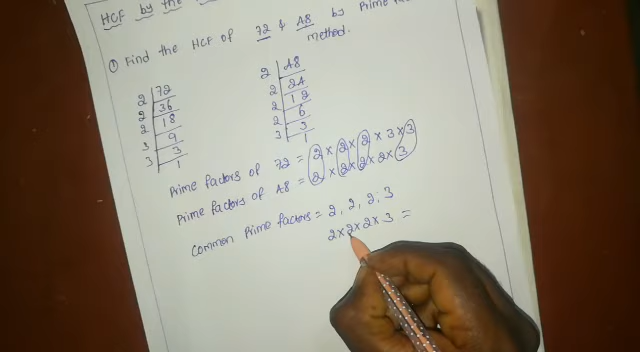 HCF by the
① Find the HCF of 72 & 48 by Prime
method.
2 | 72
2 | 36
2 | 18
3 | 9
3 | 3
1
2 | 48
2 | 24
2 | 12
2 | 6
3 | 3
1
Prime factors of 72 = 2 × 2 × 2 × 3 × 3
Prime factors of 48 = 2 × 2 × 2 × 2 × 3
Common Prime factors = 2, 2, 2, 3
2 × 2 × 2 × 3 =